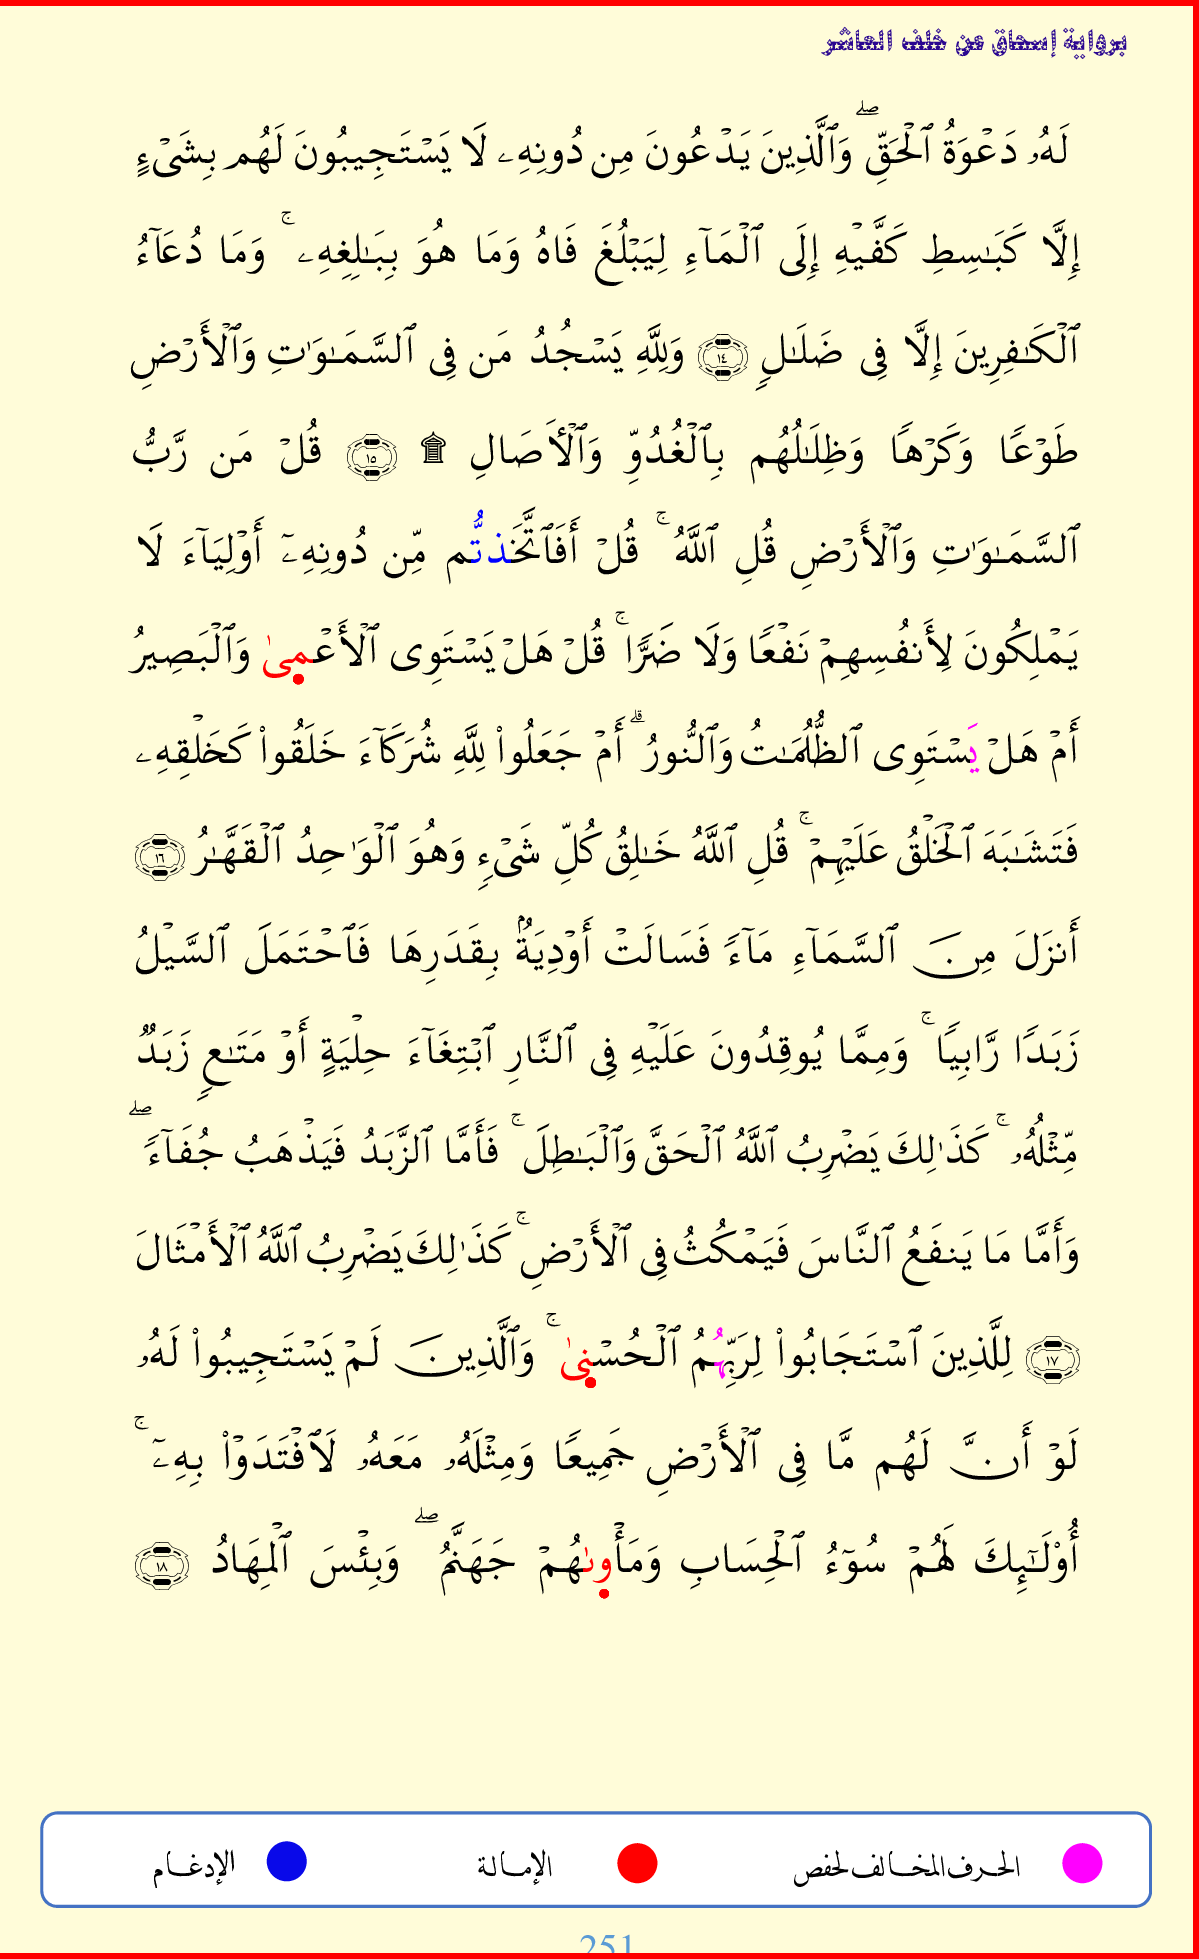 برواية إسحاق عن خلف العاشر
لَهُۥ دَعۡوَةُ ٱلۡحَقِّۖ وَٱلَّذِينَ يَدۡعُونَ مِن دُونِهِۦ لَا يَسۡتَجِيبُونَ لَهُم بِشَىۡءٍ
إِلَّا كَبَـٰسِطِ كَفَّيۡهِ إِلَى ٱلۡمَآءِ لِيَبۡلُغَ فَاهُ وَمَا هُوَ بِبَـٰلِغِهِۦۚ وَمَا دُعَآءُ
ٱلۡكَـٰفِرِينَ إِلَّا فِى ضَلَـٰلٍ ١٤ وَلِلَّهِ يَسۡجُدُ مَن فِى ٱلسَّمَـٰوَٰتِ وَٱلۡأَرۡضِ
طَوۡعًا وَكَرۡهًا وَظِلَـٰلُهُم بِٱلۡغُدُوِّ وَٱلۡأَصَالِ ۩ ١٥ قُلۡ مَن رَّبُّ
ٱلسَّمَـٰوَٰتِ وَٱلۡأَرۡضِ قُلِ ٱللَّهُۚ قُلۡ أَفَٱتَّخَذتُّم مِّن دُونِهِۦٓ أَوۡلِيَآءَ لَا
يَمۡلِكُونَ لِأَنفُسِهِمۡ نَفۡعًا وَلَا ضَرًّاۚ قُلۡ هَلۡ يَسۡتَوِى ٱلۡأَعۡمِىٰ وَٱلۡبَصِيرُ
أَمۡ هَلۡ يَسۡتَوِى ٱلظُّلُمَـٰتُ وَٱلنُّورُۗ أَمۡ جَعَلُواْ لِلَّهِ شُرَكَآءَ خَلَقُواْ كَخَلۡقِهِۦ
فَتَشَـٰبَهَ ٱلۡخَلۡقُ عَلَيۡهِمۡۚ قُلِ ٱللَّهُ خَـٰلِقُ كُلِّ شَىۡءٍ وَهُوَ ٱلۡوَٰحِدُ ٱلۡقَهَّـٰرُ ١٦
أَنزَلَ مِنَ ٱلسَّمَآءِ مَآءً فَسَالَتۡ أَوۡدِيَةُۢ بِقَدَرِهَا فَٱحۡتَمَلَ ٱلسَّيۡلُ
زَبَدًا رَّابِيًاۚ وَمِمَّا يُوقِدُونَ عَلَيۡهِ فِى ٱلنَّارِ ٱبۡتِغَآءَ حِلۡيَةٍ أَوۡ مَتَـٰعٍ زَبَدٌ
مِّثۡلُهُۥۚ كَذَٰلِكَ يَضۡرِبُ ٱللَّهُ ٱلۡحَقَّ وَٱلۡبَـٰطِلَۚ فَأَمَّا ٱلزَّبَدُ فَيَذۡهَبُ جُفَآءًۖ
وَأَمَّا مَا يَنفَعُ ٱلنَّاسَ فَيَمۡكُثُ فِى ٱلۡأَرۡضِۚ كَذَٰلِكَ يَضۡرِبُ ٱللَّهُ ٱلۡأَمۡثَالَ
١٧ لِلَّذِينَ ٱسۡتَجَابُواْ لِرَبِّهُمُ ٱلۡحُسۡنِىٰۚ وَٱلَّذِينَ لَمۡ يَسۡتَجِيبُواْ لَهُۥ
لَوۡ أَنَّ لَهُم مَّا فِى ٱلۡأَرۡضِ جَمِيعًا وَمِثۡلَهُۥ مَعَهُۥ لَٱفۡتَدَوۡاْ بِهِۦٓۚ
أُوْلَـٰٓئِكَ لَهُمۡ سُوٓءُ ٱلۡحِسَابِ وَمَأۡوِىٰهُمۡ جَهَنَّمُۖ وَبِئۡسَ ٱلۡمِهَادُ ١٨
الحرف المخالف لحفص الإمالة الإدغام
251